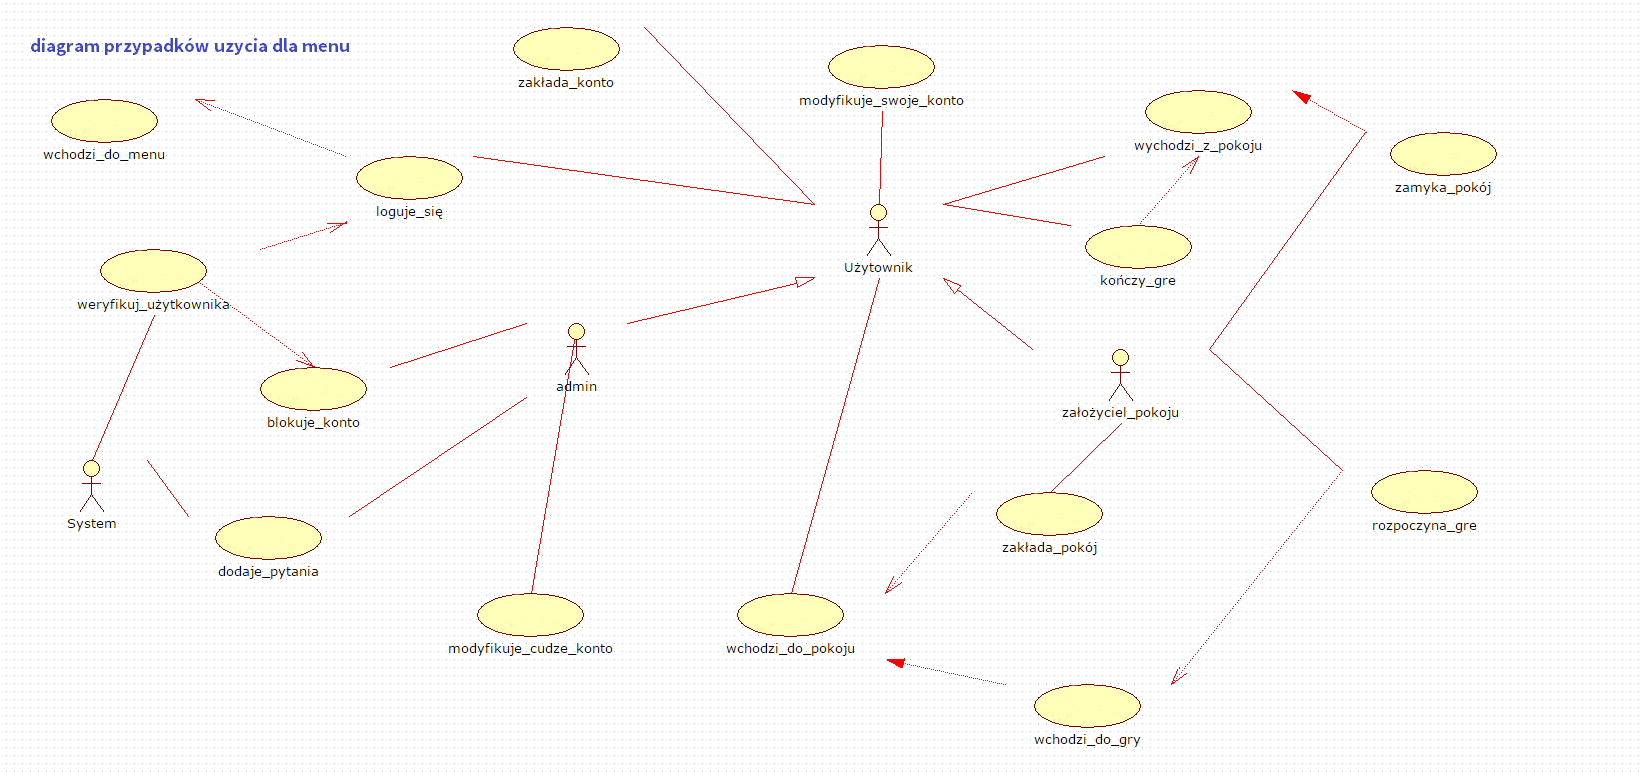 diagram przypadków uzycia dla menu
zakłada_konto
modyfikuje_swoje_konto
wchodzi_do_menu
wychodzi_z_pokoju
zamyka_pokój
loguje_się
Użytownik
kończy_gre
weryfikuj_użytkownika
admin
założyciel_pokoju
blokuje_konto
System
rozpoczyna_gre
zakłada_pokój
dodaje_pytania
modyfikuje_cudze_konto
wchodzi_do_pokoju
wchodzi_do_gry